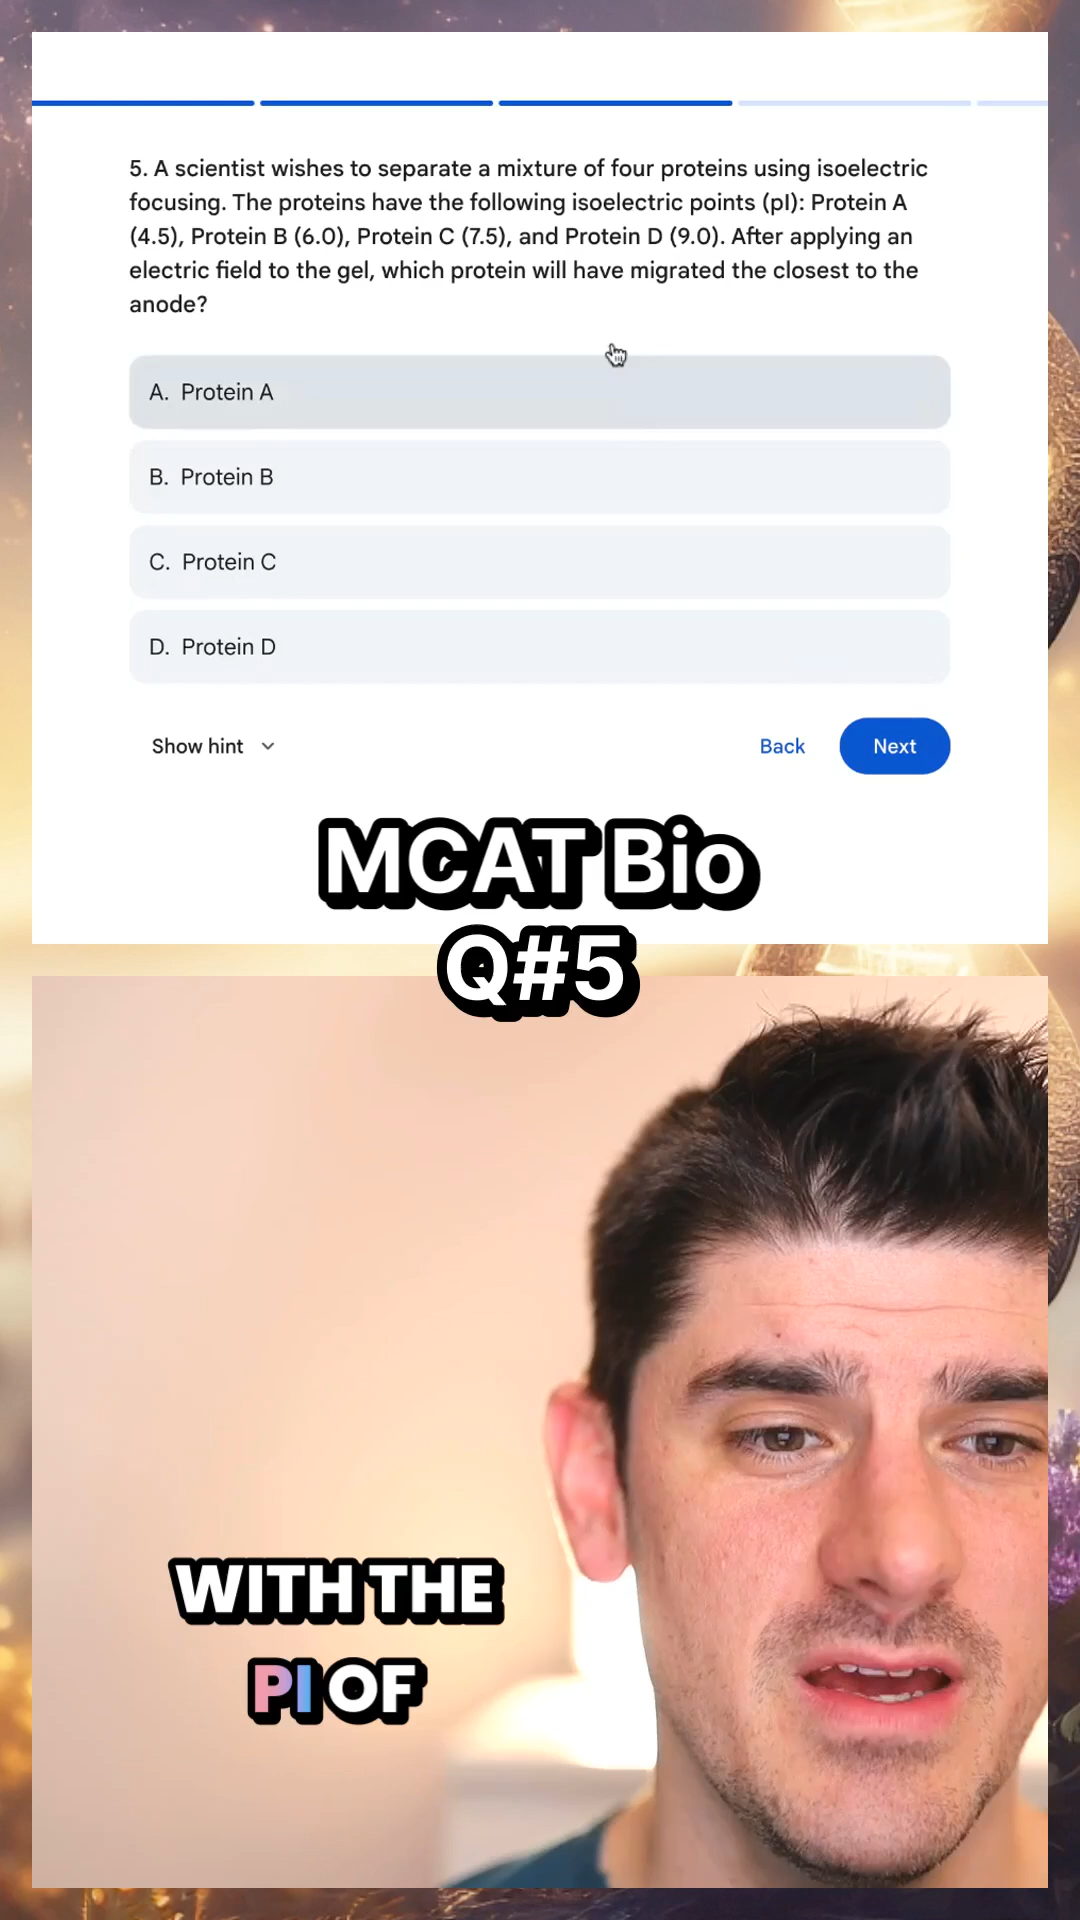 5. A scientist wishes to separate a mixture of four proteins using isoelectric
focusing. The proteins have the following isoelectric points (pI): Protein A
(4.5), Protein B (6.0), Protein C (7.5), and Protein D (9.0). After applying an
electric field to the gel, which protein will have migrated the closest to the
anode?
A. Protein A
B. Protein B
C. Protein C
D. Protein D
Show hint
Back
Next
MCAT Bio
Q#5
WITH THE
PI OF